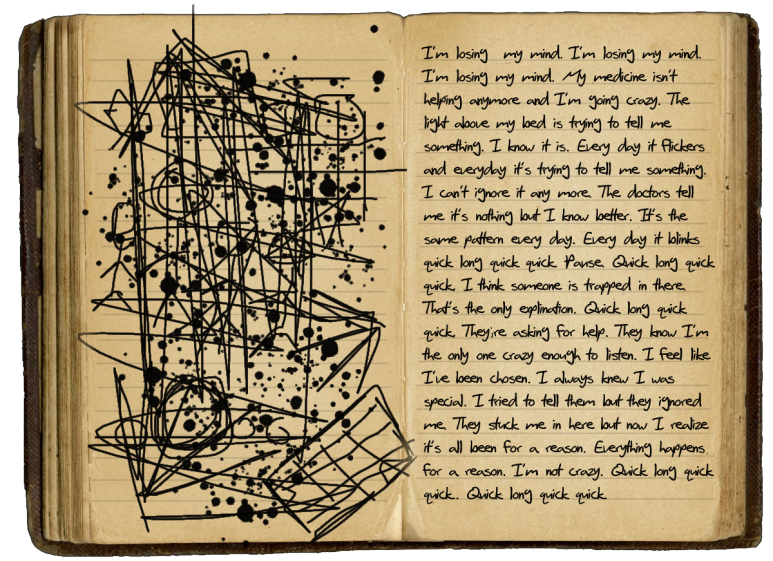 I'm losing my mind. I'm losing my mind.
I'm losing my mind. My medicine isn't
helping anymore and I'm going crazy. The
light above my bed is trying to tell me
something. I know it is. Every day it flickers
and everyday it's trying to tell me something.
I can't ignore it any more. The doctors tell
me it's nothing but I know better. It's the
same pattern every day. Every day it blinks
quick long quick quick. Pause. Quick long quick
quick. I think someone is trapped in there.
That's the only explination. Quick long quick
quick. They're asking for help. They know I'm
the only one crazy enough to listen. I feel like
I've been chosen. I always knew I was
special. I tried to tell them but they ignored
me. They stuck me in here but now I realize
it's all been for a reason. Everything happens
for a reason. I'm not crazy. Quick long quick
quick.. Quick long quick quick.